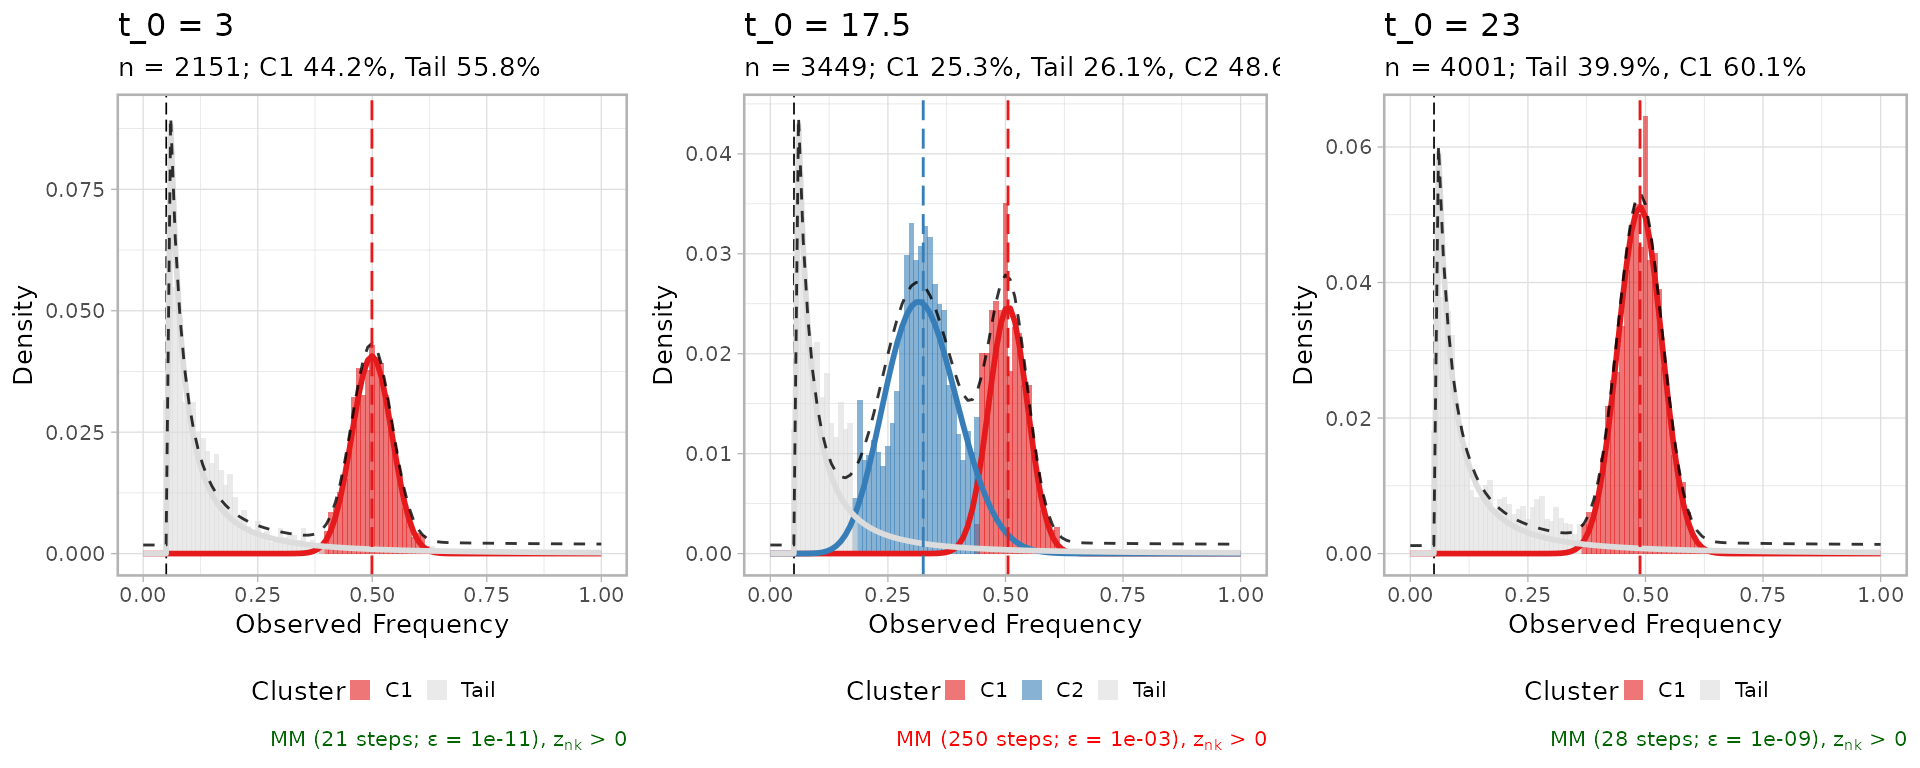 t_0 = 3
n = 2151; C1 44.2%, Tail 55.8%
Density
0.075
0.050
0.025
0.000
0.00 0.25 0.50 0.75 1.00
Observed Frequency
Cluster C1 Tail
MM (21 steps; ε = 1e-11), znk > 0
t_0 = 17.5
n = 3449; C1 25.3%, Tail 26.1%, C2 48.6
Density
0.04
0.03
0.02
0.01
0.00
0.00 0.25 0.50 0.75 1.00
Observed Frequency
Cluster C1 C2 Tail
MM (250 steps; ε = 1e-03), znk > 0
t_0 = 23
n = 4001; Tail 39.9%, C1 60.1%
Density
0.06
0.04
0.02
0.00
0.00 0.25 0.50 0.75 1.00
Observed Frequency
Cluster C1 Tail
MM (28 steps; ε = 1e-09), znk > 0